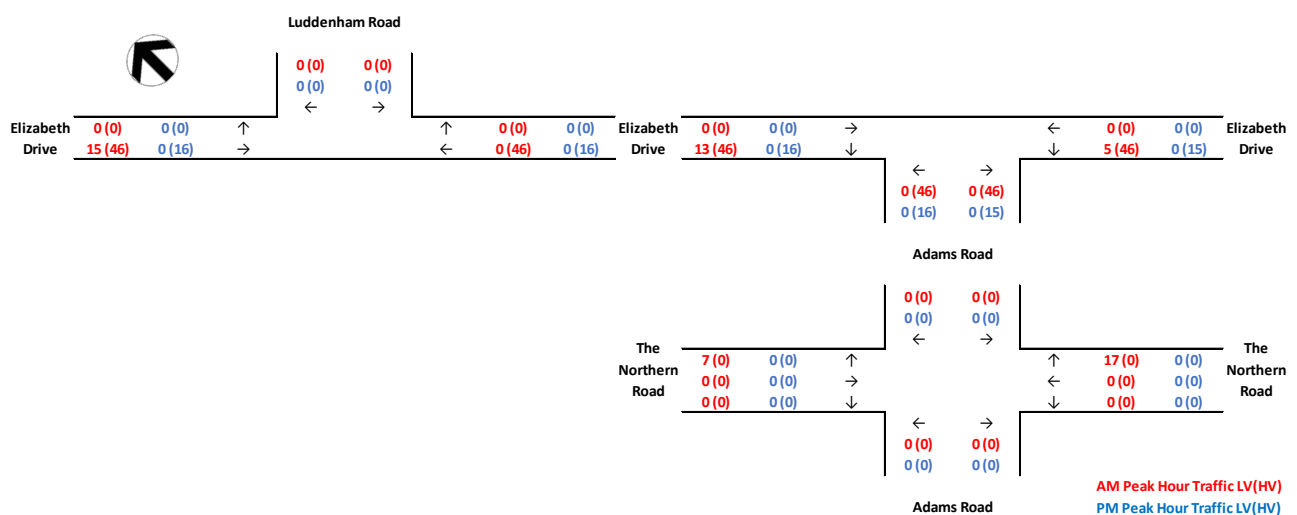 Luddenham Road
0 (0) 0 (0)
0 (0) 0 (0)
← →
Elizabeth 0 (0) 0 (0) ↑ ↑ 0 (0) 0 (0) Elizabeth 0 (0) 0 (0) → ← 0 (0) 0 (0) Elizabeth
Drive 15 (46) 0 (16) → ← 0 (46) 0 (16) Drive 13 (46) 0 (16) ↓ ↓ 5 (46) 0 (15) Drive
← →
0 (46) 0 (46)
0 (16) 0 (15)
Adams Road
0 (0) 0 (0)
0 (0) 0 (0)
← →
The 7 (0) 0 (0) ↑ ↑ 17 (0) 0 (0) The
Northern 0 (0) 0 (0) → ← 0 (0) 0 (0) Northern
Road 0 (0) 0 (0) ↓ ↓ 0 (0) 0 (0) Road
← →
0 (0) 0 (0)
0 (0) 0 (0)
Adams Road
AM Peak Hour Traffic LV(HV)
PM Peak Hour Traffic LV(HV)